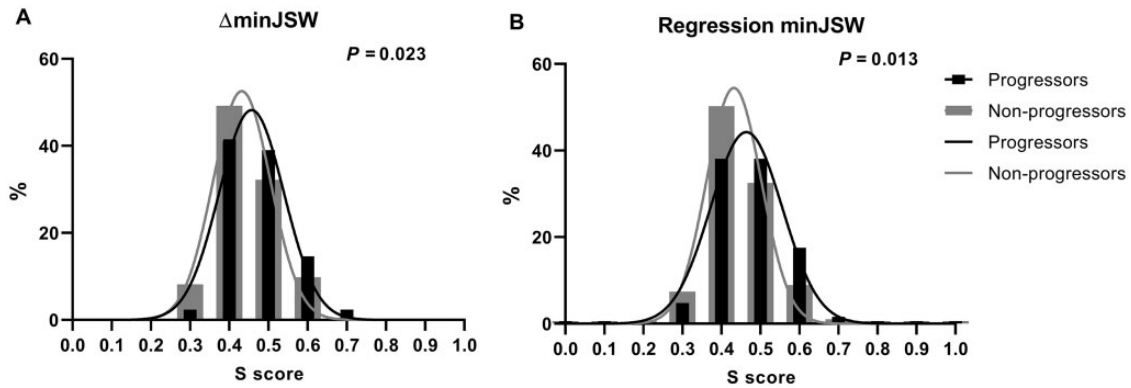 A
ΔminJSW
P = 0.023
60
40
20
0
%
0.0 0.1 0.2 0.3 0.4 0.5 0.6 0.7 0.8 0.9 1.0
S score
B
Regression minJSW
P = 0.013
60
40
20
0
%
0.0 0.1 0.2 0.3 0.4 0.5 0.6 0.7 0.8 0.9 1.0
S score
Progressors
Non-progressors
Progressors
Non-progressors